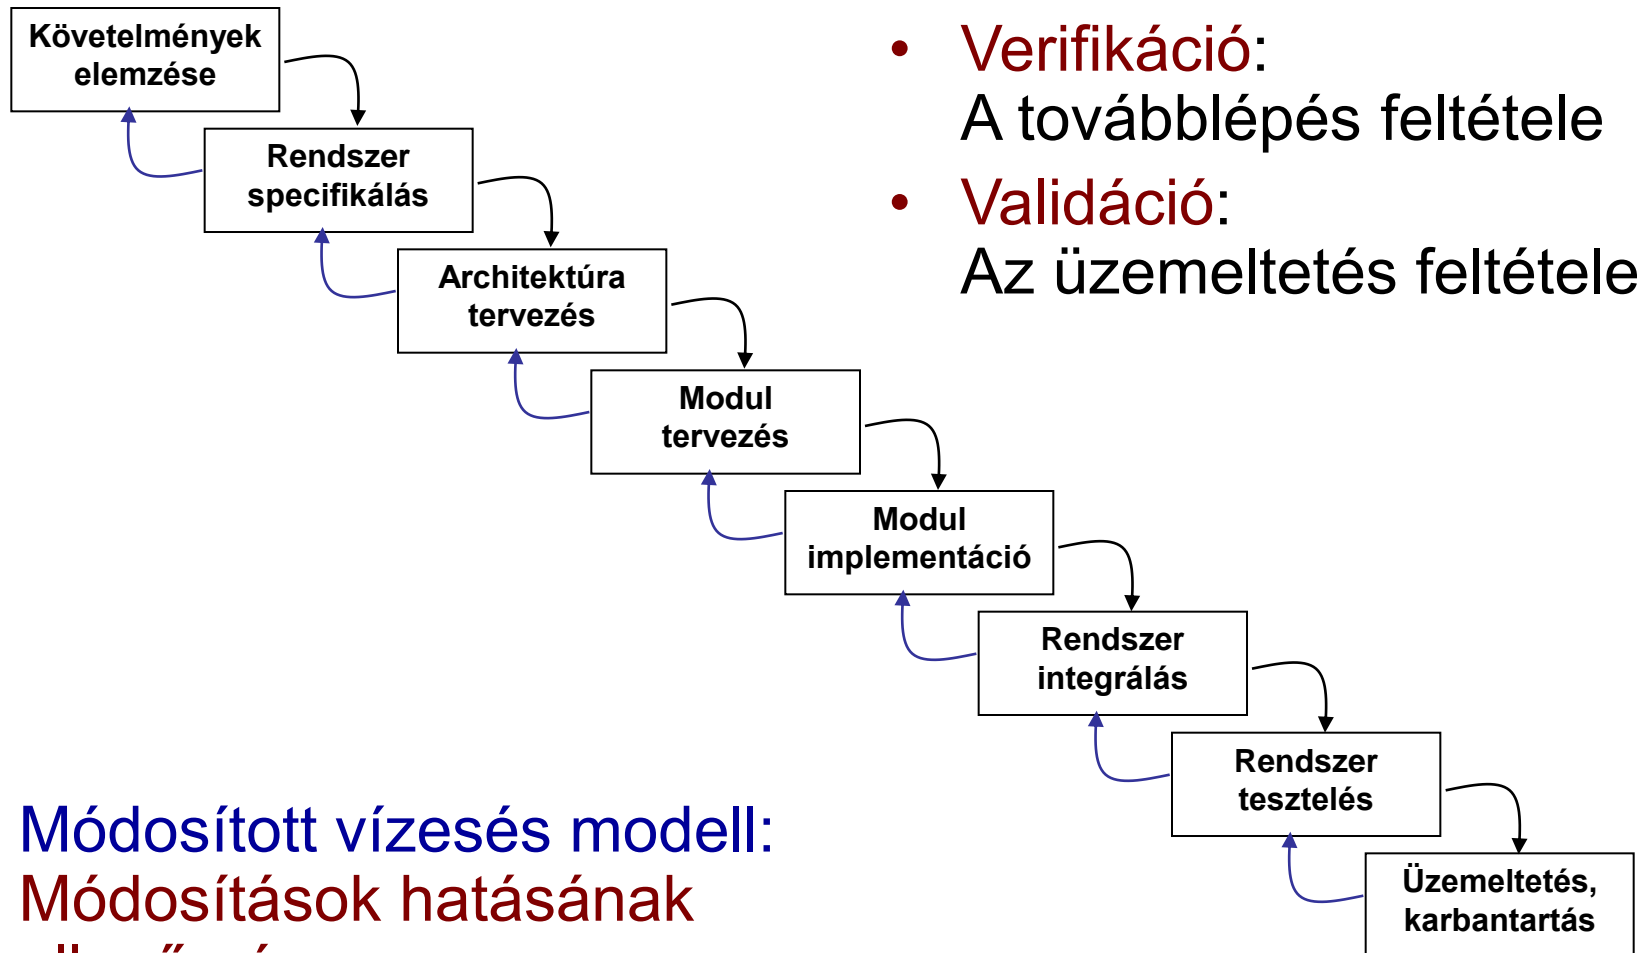 Követelmények
elemzése
Rendszer
specifikálás
Architektúra
tervezés
Modul
tervezés
Modul
implementáció
Rendszer
integrálás
Rendszer
tesztelés
Üzemeltetés,
karbantartás
• Verifikáció:
A továbblépés feltétele
• Validáció:
Az üzemeltetés feltétele
Módosított vízesés modell:
Módosítások hatásának